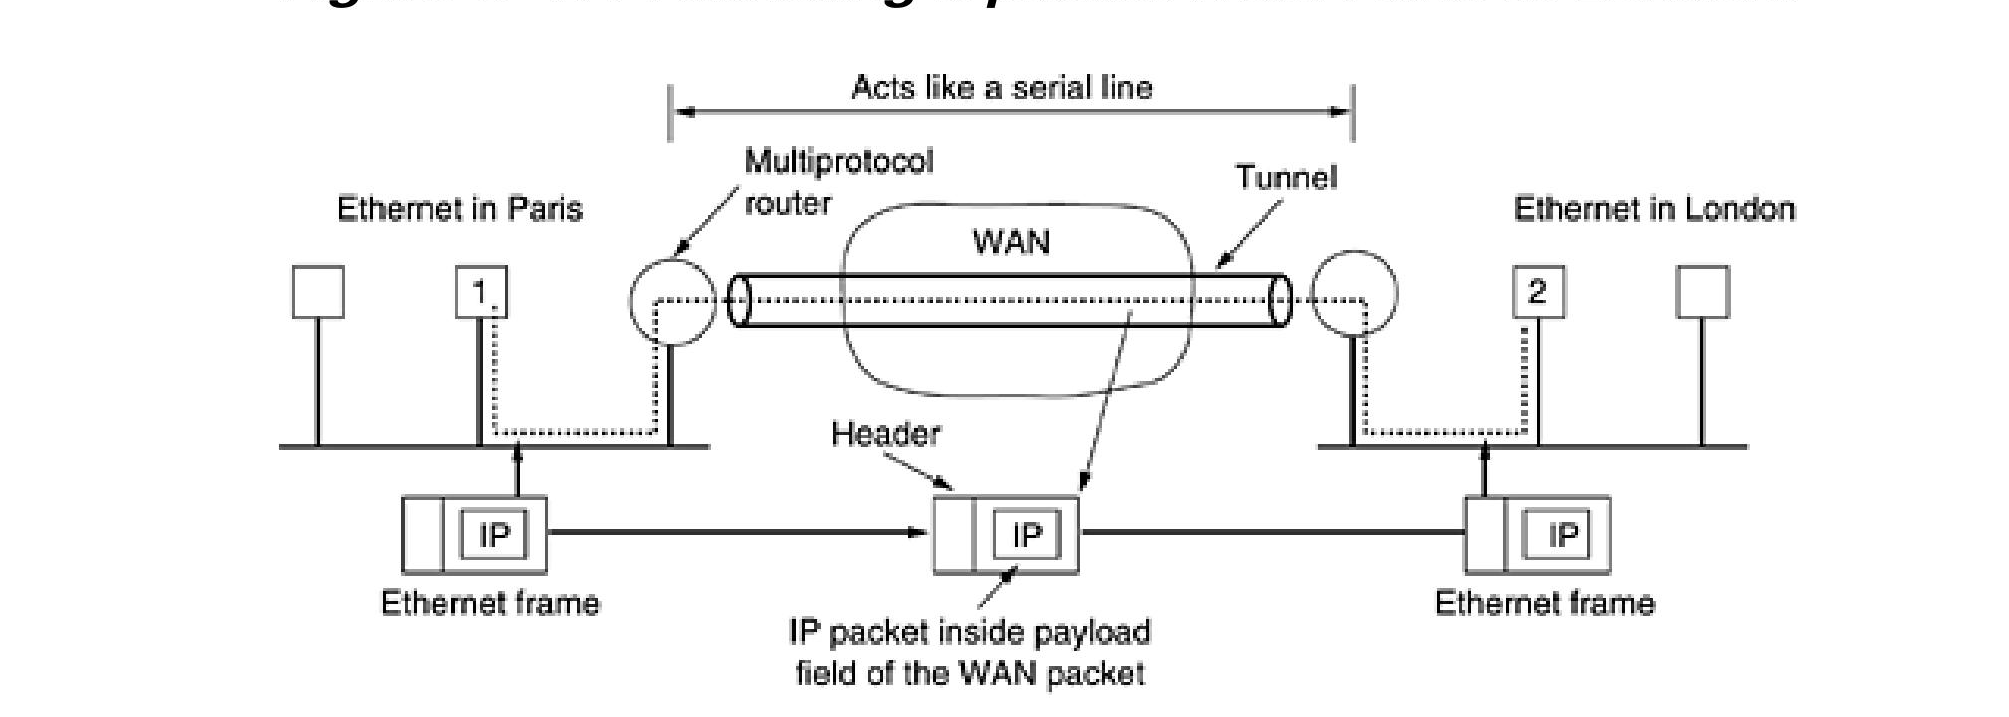 Acts like a serial line
Multiprotocol
router
Tunnel
Ethernet in Paris
Ethernet in London
WAN
1
2
Header
IP
IP
IP
Ethernet frame
Ethernet frame
IP packet inside payload
field of the WAN packet